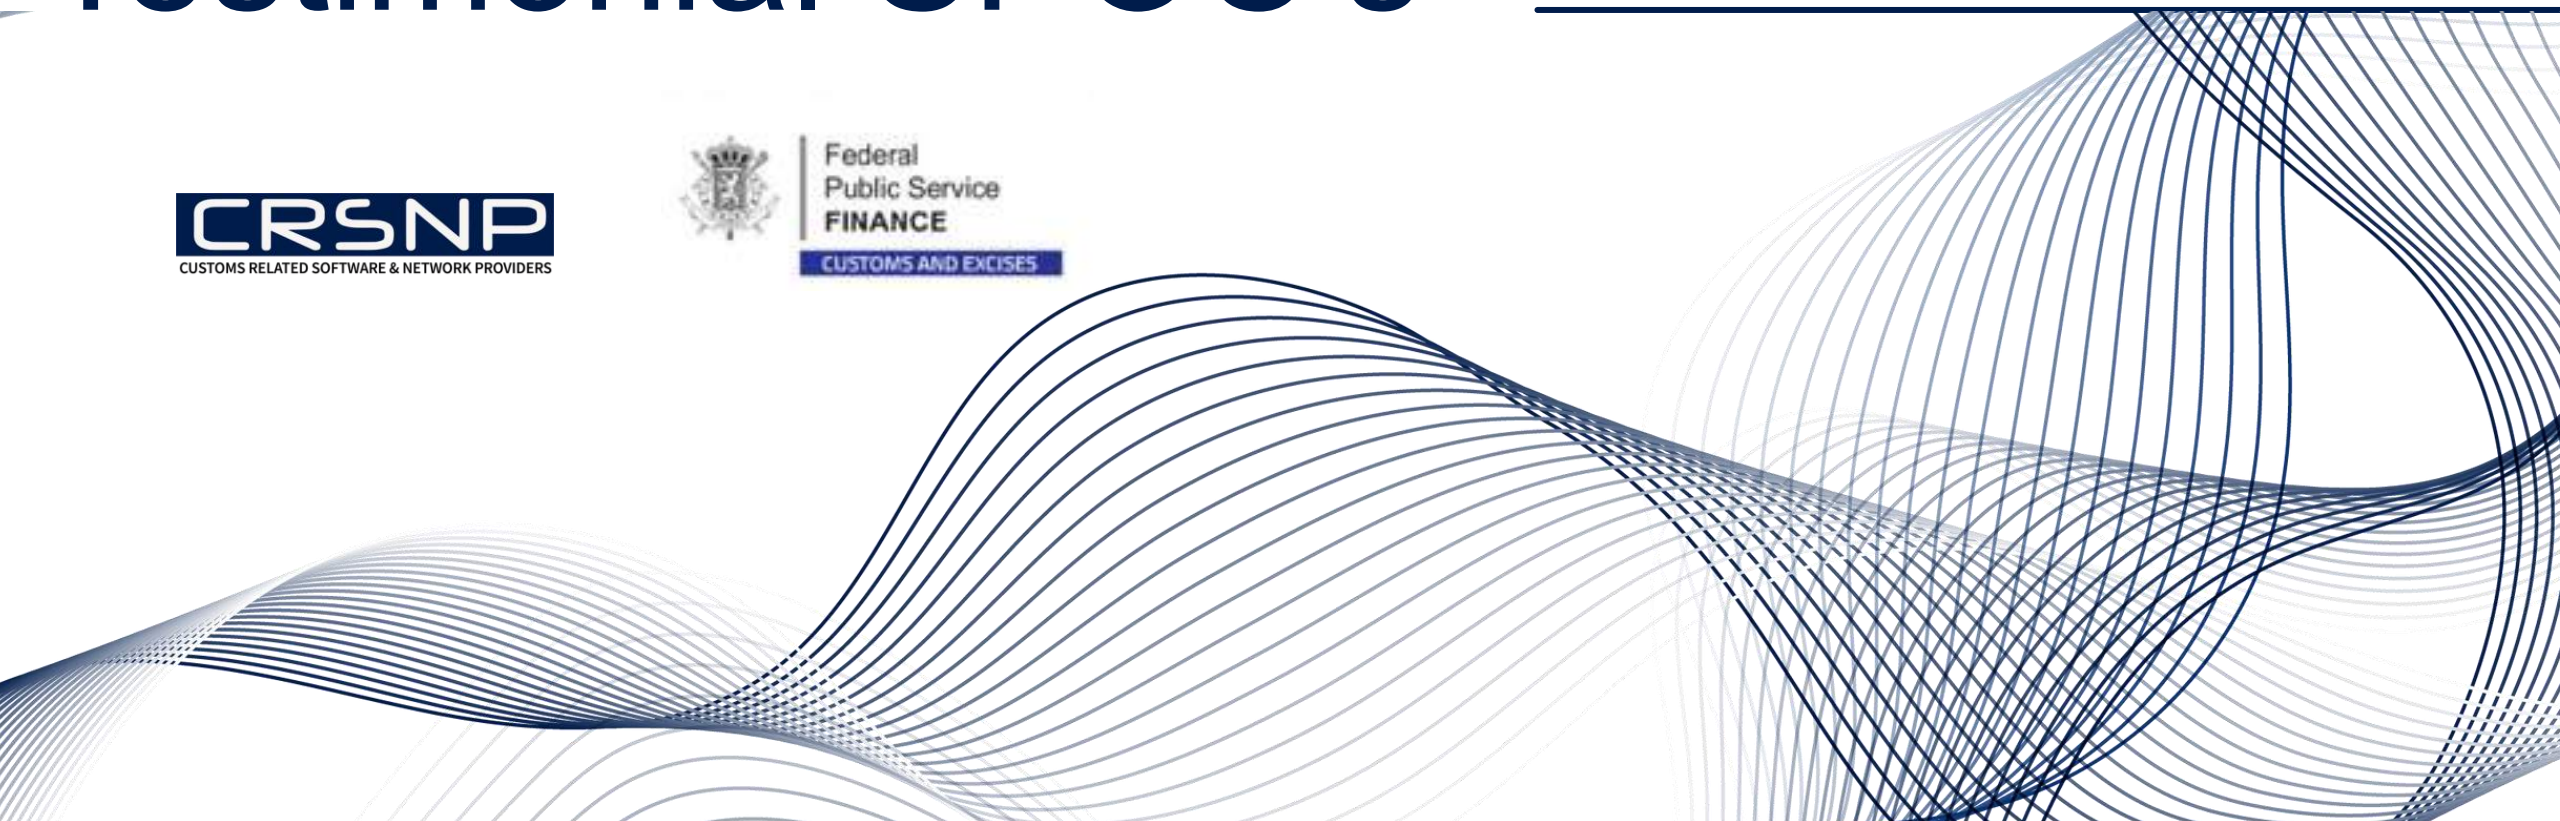 CRSNP
CUSTOMS RELATED SOFTWARE & NETWORK PROVIDERS
Federal
Public Service
FINANCE
CUSTOMS AND EXCISES